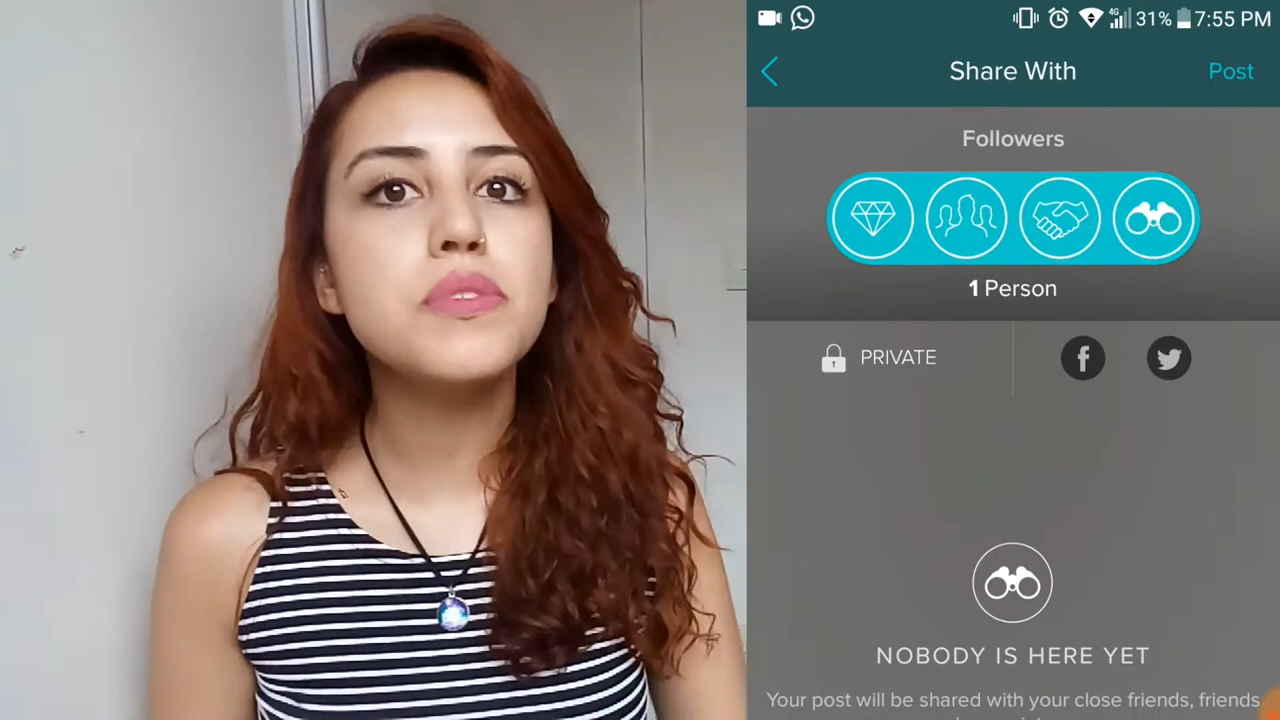 4G 31% 7:55 PM
Share With
Post
Followers
1 Person
PRIVATE
NOBODY IS HERE YET
Your post will be shared with your close friends, friends